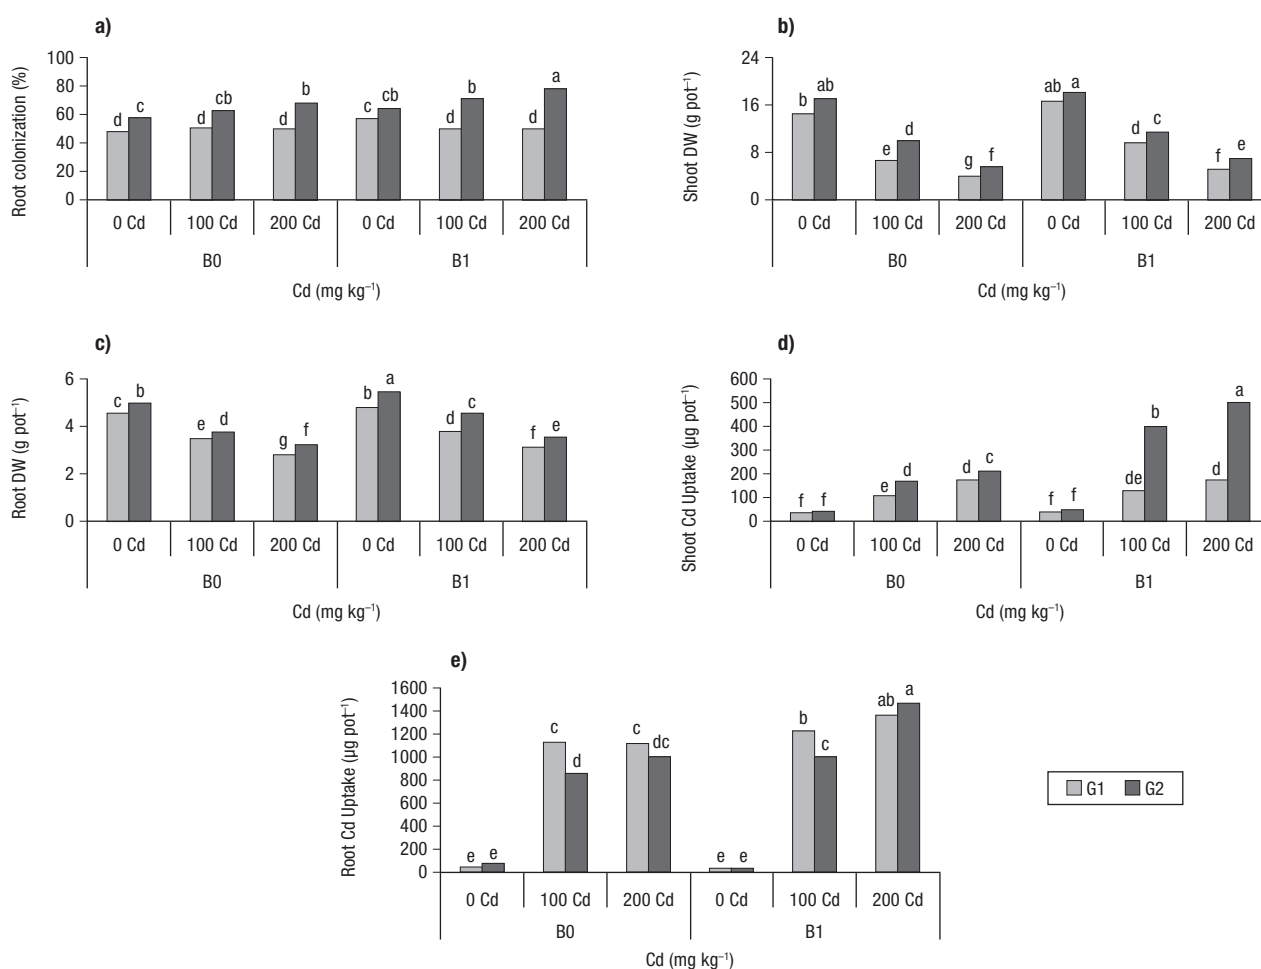 a)
Root colonization (%)
100
80
60
40
20
0
d c d cb d b c cb d b d a
0 Cd 100 Cd 200 Cd 0 Cd 100 Cd 200 Cd
B0 B1
Cd (mg kg⁻¹)
b)
Shoot DW (g pot⁻¹)
24
16
8
0
b ab e d g f ab a d c f e
0 Cd 100 Cd 200 Cd 0 Cd 100 Cd 200 Cd
B0 B1
Cd (mg kg⁻¹)
c)
Root DW (g pot⁻¹)
6
4
2
0
c b e d g f b a d c f e
0 Cd 100 Cd 200 Cd 0 Cd 100 Cd 200 Cd
B0 B1
Cd (mg kg⁻¹)
d)
Shoot Cd Uptake (µg pot⁻¹)
600
500
400
300
200
100
0
f f e d d c f f de b d a
0 Cd 100 Cd 200 Cd 0 Cd 100 Cd 200 Cd
B0 B1
Cd (mg kg⁻¹)
e)
Root Cd Uptake (µg pot⁻¹)
1600
1400
1200
1000
800
600
400
200
0
e e c d c dc e e b c ab a
0 Cd 100 Cd 200 Cd 0 Cd 100 Cd 200 Cd
B0 B1
Cd (mg kg⁻¹)
G1 G2